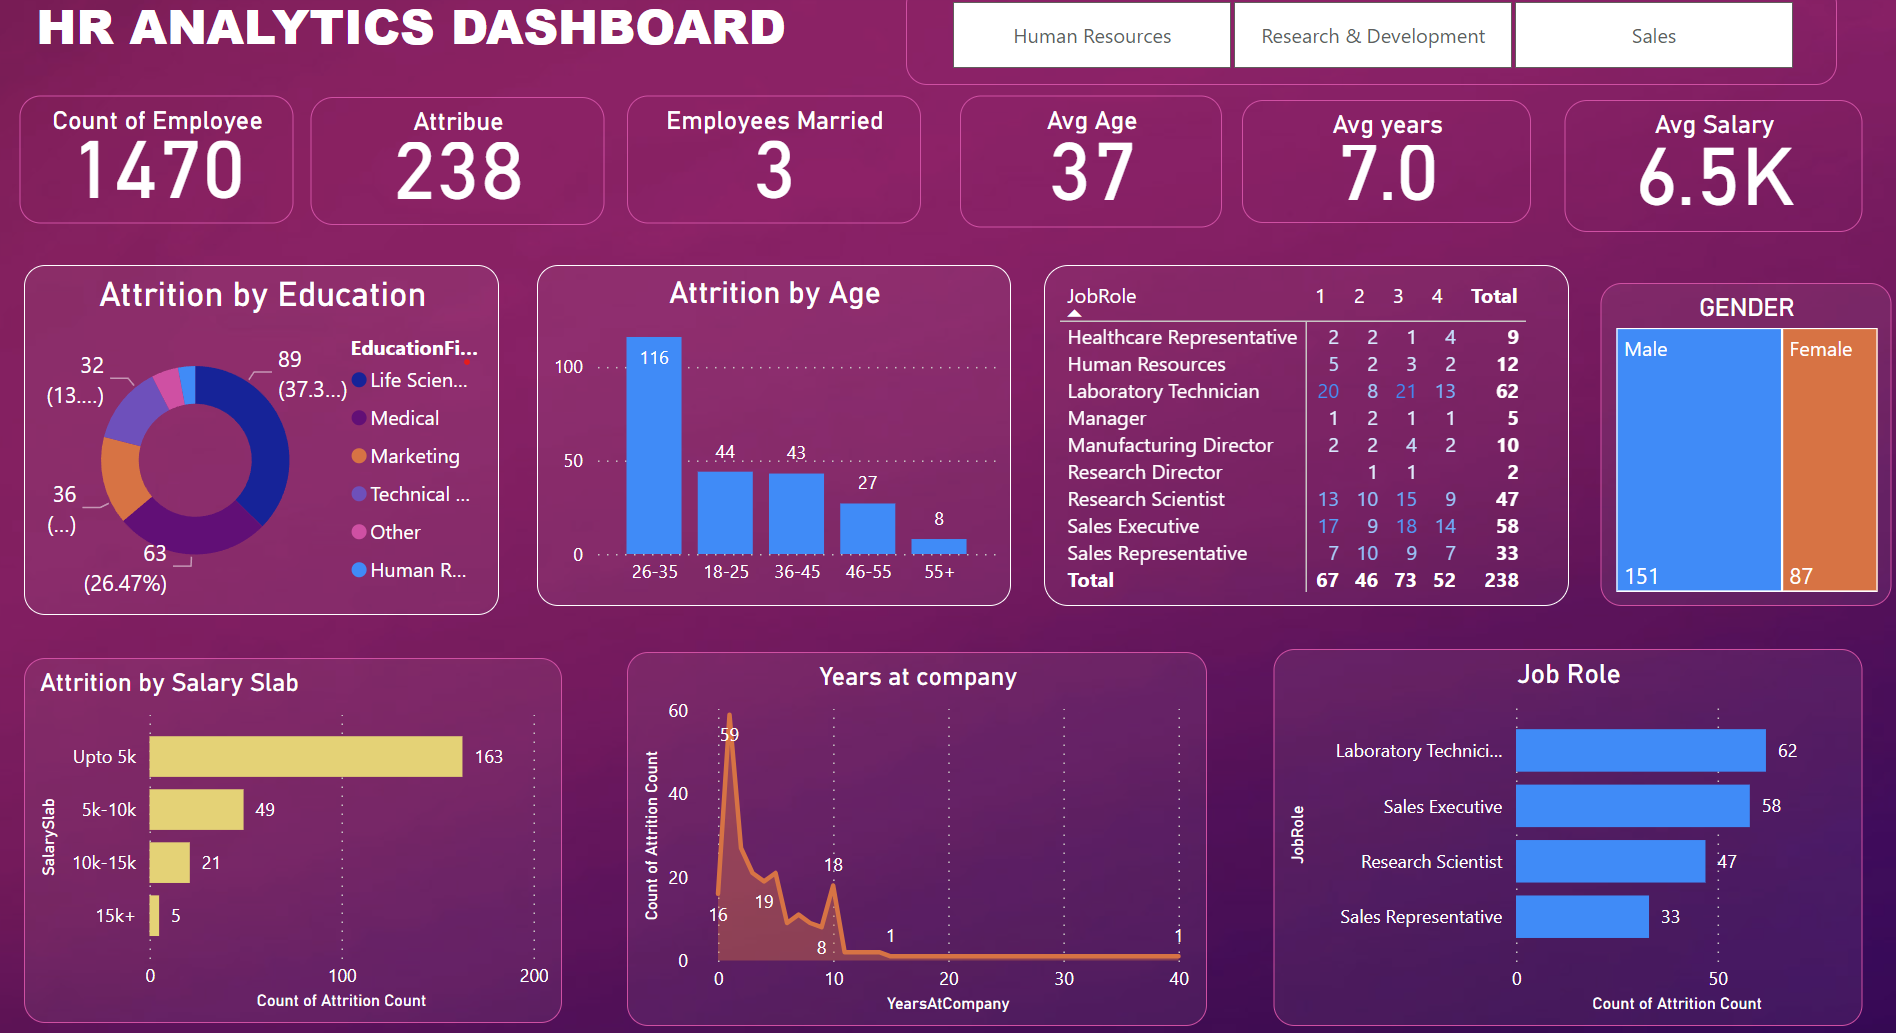 HR ANALYTICS DASHBOARD
Human Resources
Research & Development
Sales
Count of Employee
1470
Attribue
238
Employees Married
3
Avg Age
37
Avg years
7.0
Avg Salary
6.5K
Attrition by Education
32
(13....)
89
(37.3...)
36
(...)
63
(26.47%)
EducationFi...
Life Scien...
Medical
Marketing
Technical ...
Other
Human R...
Attrition by Age
100
50
0
116
44
43
27
8
26-35 18-25 36-45 46-55 55+
JobRole 1 2 3 4 Total
Healthcare Representative 2 2 1 4 9
Human Resources 5 2 3 2 12
Laboratory Technician 20 8 21 13 62
Manager 1 2 1 1 5
Manufacturing Director 2 2 4 2 10
Research Director 1 1 2
Research Scientist 13 10 15 9 47
Sales Executive 17 9 18 14 58
Sales Representative 7 10 9 7 33
Total 67 46 73 52 238
GENDER
Male
Female
151
87
Attrition by Salary Slab
SalarySlab
Upto 5k 163
5k-10k 49
10k-15k 21
15k+ 5
0 100 200
Count of Attrition Count
Years at company
Count of Attrition Count
60
40
20
0
59
16
19
8
18
1
1
0 10 20 30 40
YearsAtCompany
Job Role
JobRole
Laboratory Technici... 62
Sales Executive 58
Research Scientist 47
Sales Representative 33
0 50
Count of Attrition Count